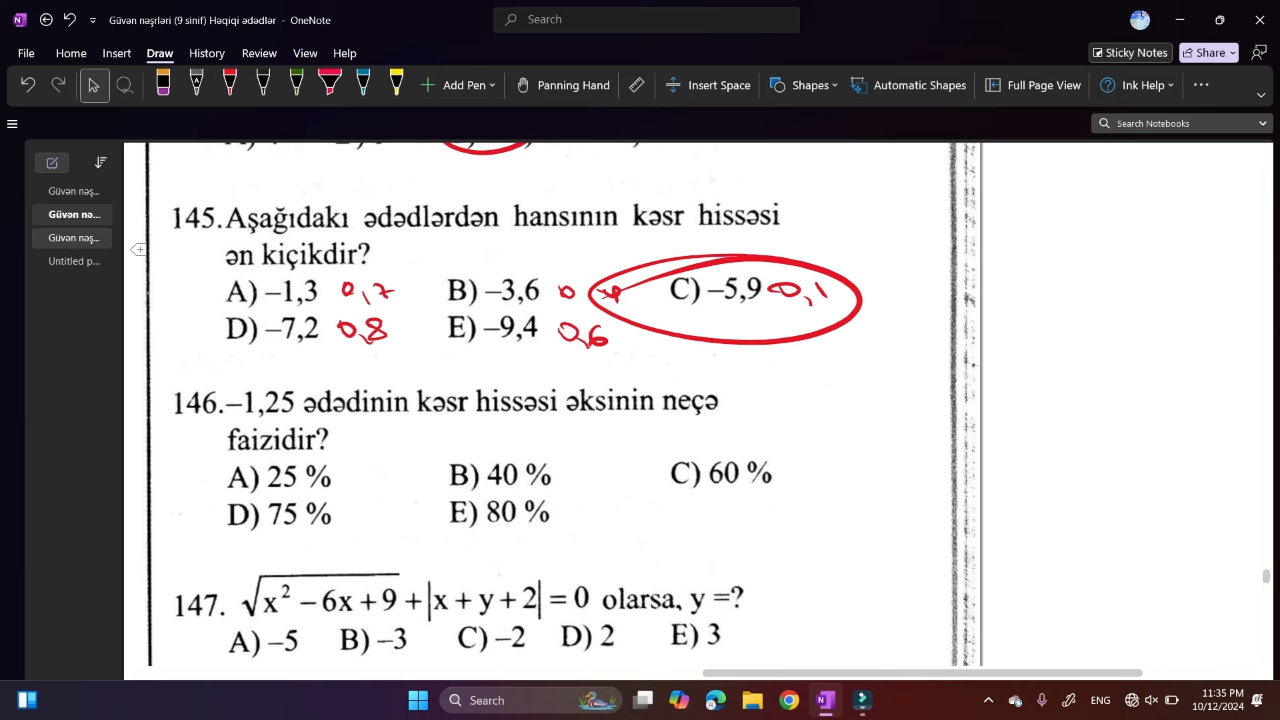 Güvən nəşrləri (9 sinif) Həqiqi ədədlər - OneNote
Search
File Home Insert Draw History Review View Help
Sticky Notes Share
Add Pen Panning Hand Insert Space Shapes Automatic Shapes Full Page View Ink Help
Search Notebooks
Güvən nəş...
Güvən nə...
Güvən nəş...
Untitled p...
145. Aşağıdakı ədədlərdən hansının kəsr hissəsi
ən kiçikdir?
A) –1,3 0,7 B) –3,6 0 C) –5,9 0,1
D) –7,2 0,8 E) –9,4 0,6
146. –1,25 ədədinin kəsr hissəsi əksinin neçə
faizidir?
A) 25 % B) 40 % C) 60 %
D) 75 % E) 80 %
147. √(x² – 6x + 9) + |x + y + 2| = 0 olarsa, y =?
A) –5 B) –3 C) –2 D) 2 E) 3
Search ENG 11:35 PM
10/12/2024